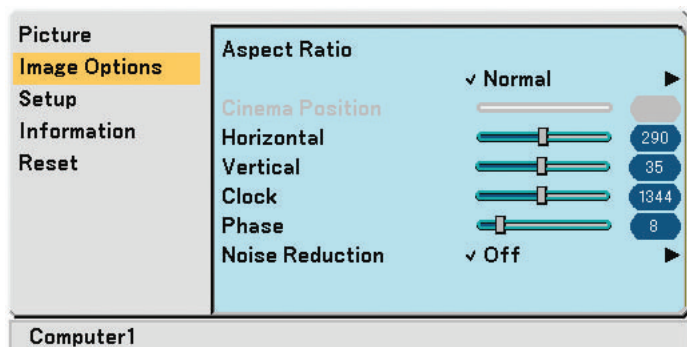 Picture
Image Options
Setup
Information
Reset
Aspect Ratio
✓ Normal ▶
Cinema Position
Horizontal 290
Vertical 35
Clock 1344
Phase 8
Noise Reduction ✓ Off ▶
Computer1